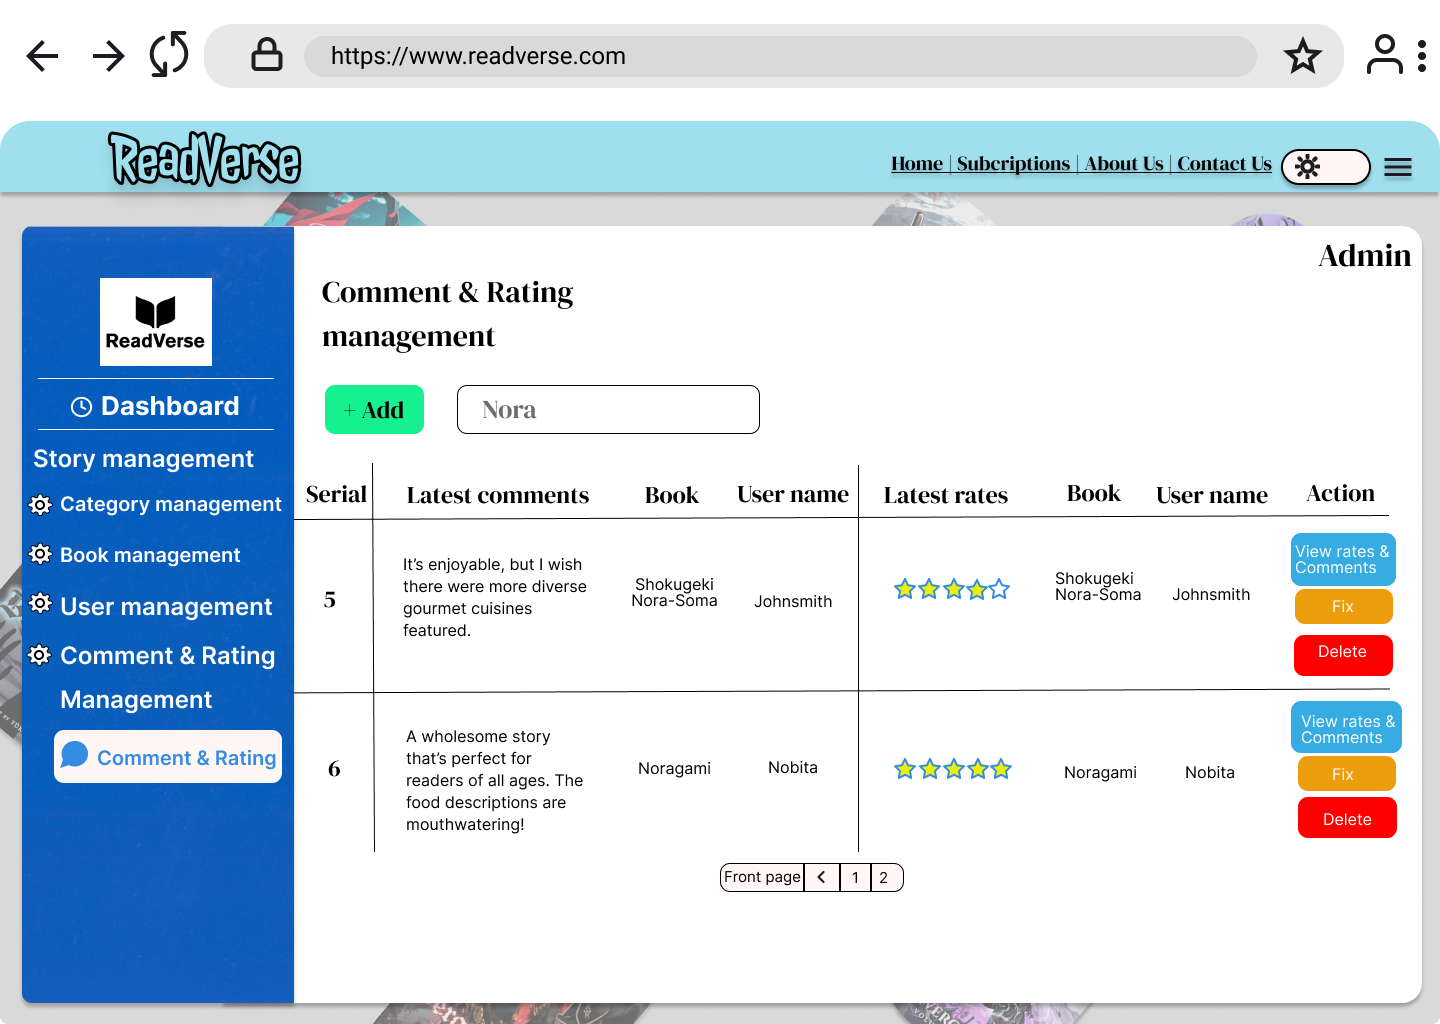 https://www.readverse.com
ReadVerse
Home | Subcriptions | About Us | Contact Us
Admin
ReadVerse
Dashboard
Story management
Category management
Book management
User management
Comment & Rating
Management
Comment & Rating
Comment & Rating
management
+ Add
Nora
Serial
Latest comments
Book
User name
Latest rates
Book
User name
Action
5
It’s enjoyable, but I wish
there were more diverse
gourmet cuisines
featured.
Shokugeki
Nora-Soma
Johnsmith
Shokugeki
Nora-Soma
Johnsmith
View rates &
Comments
Fix
Delete
6
A wholesome story
that’s perfect for
readers of all ages. The
food descriptions are
mouthwatering!
Noragami
Nobita
Noragami
Nobita
View rates &
Comments
Fix
Delete
Front page
1
2